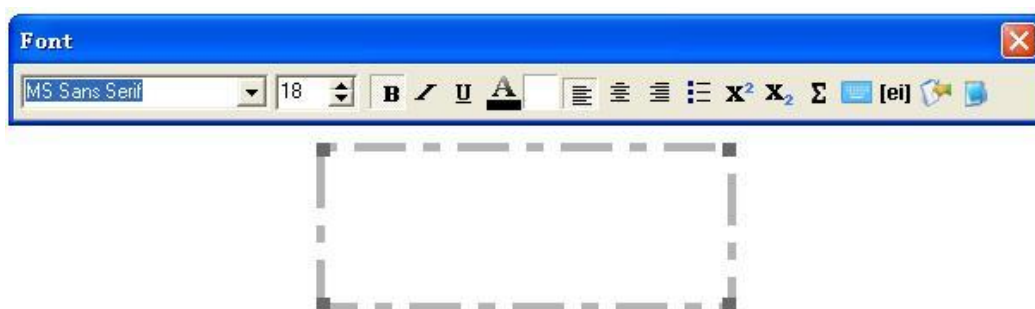 Font
MS Sans Serif 18 B I U A X² X₂ Σ [ei]